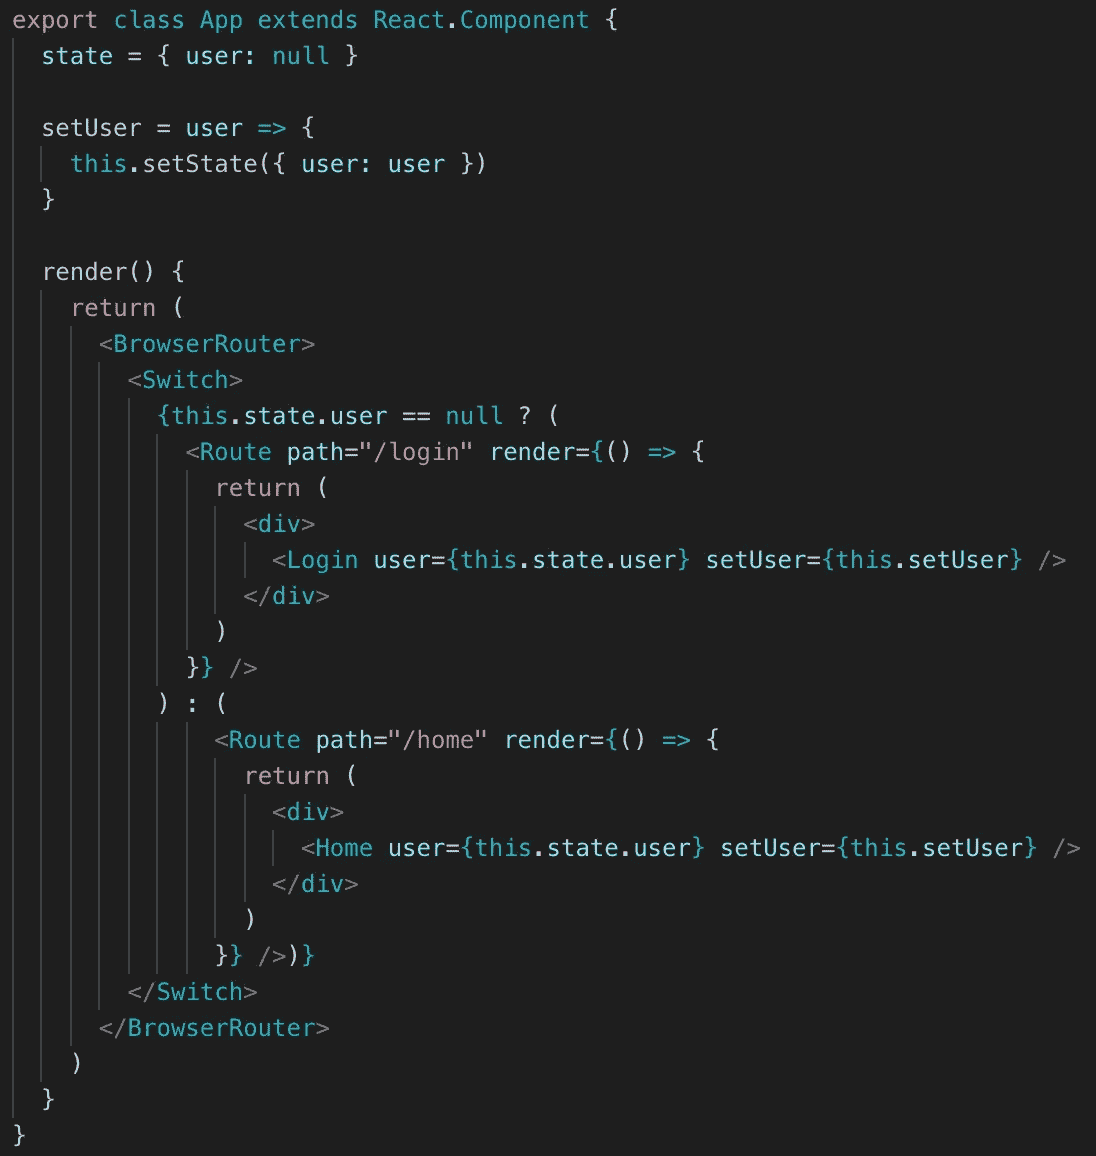 export class App extends React.Component {
  state = { user: null }

  setUser = user => {
    this.setState({ user: user })
  }

  render() {
    return (
      <BrowserRouter>
        <Switch>
          {this.state.user == null ? (
            <Route path="/login" render={() => {
              return (
                <div>
                  <Login user={this.state.user} setUser={this.setUser} />
                </div>
              )
            }} />
          ) : (
              <Route path="/home" render={() => {
                return (
                  <div>
                    <Home user={this.state.user} setUser={this.setUser} />
                  </div>
                )
              }} />)}
        </Switch>
      </BrowserRouter>
    )
  }
}